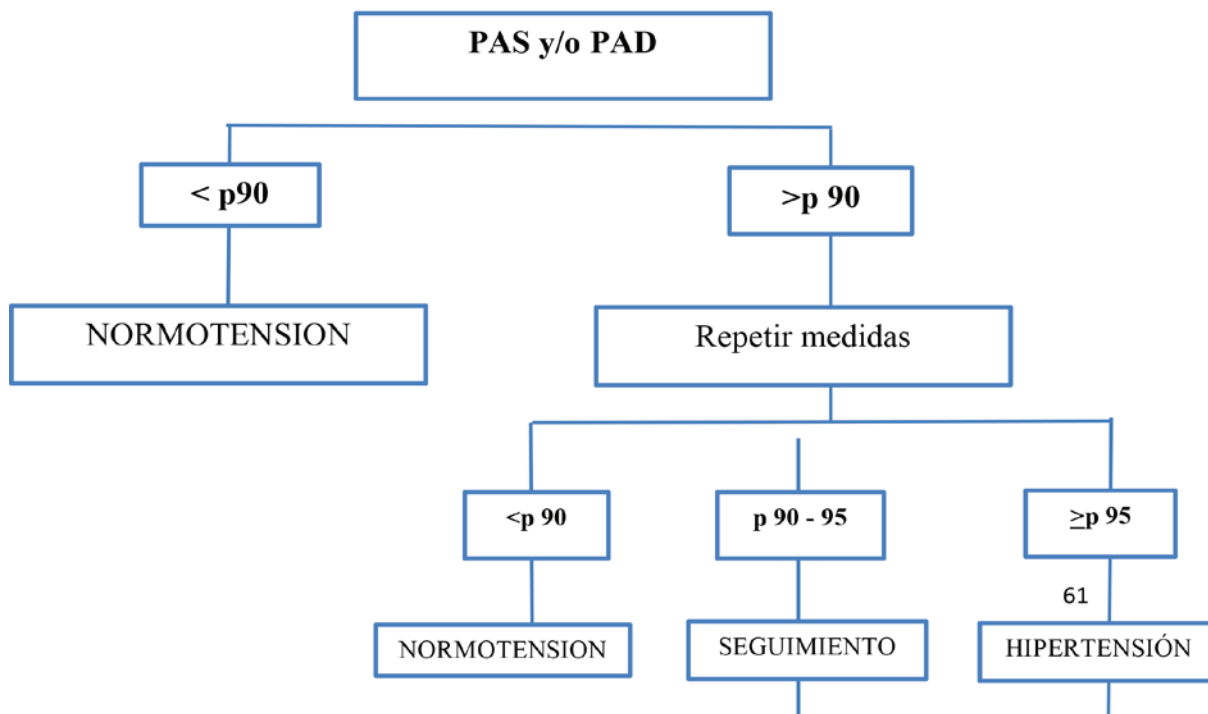 PAS y/o PAD
< p90
>p 90
NORMOTENSION
Repetir medidas
<p 90
p 90 - 95
≥p 95
61
NORMOTENSION
SEGUIMIENTO
HIPERTENSIÓN